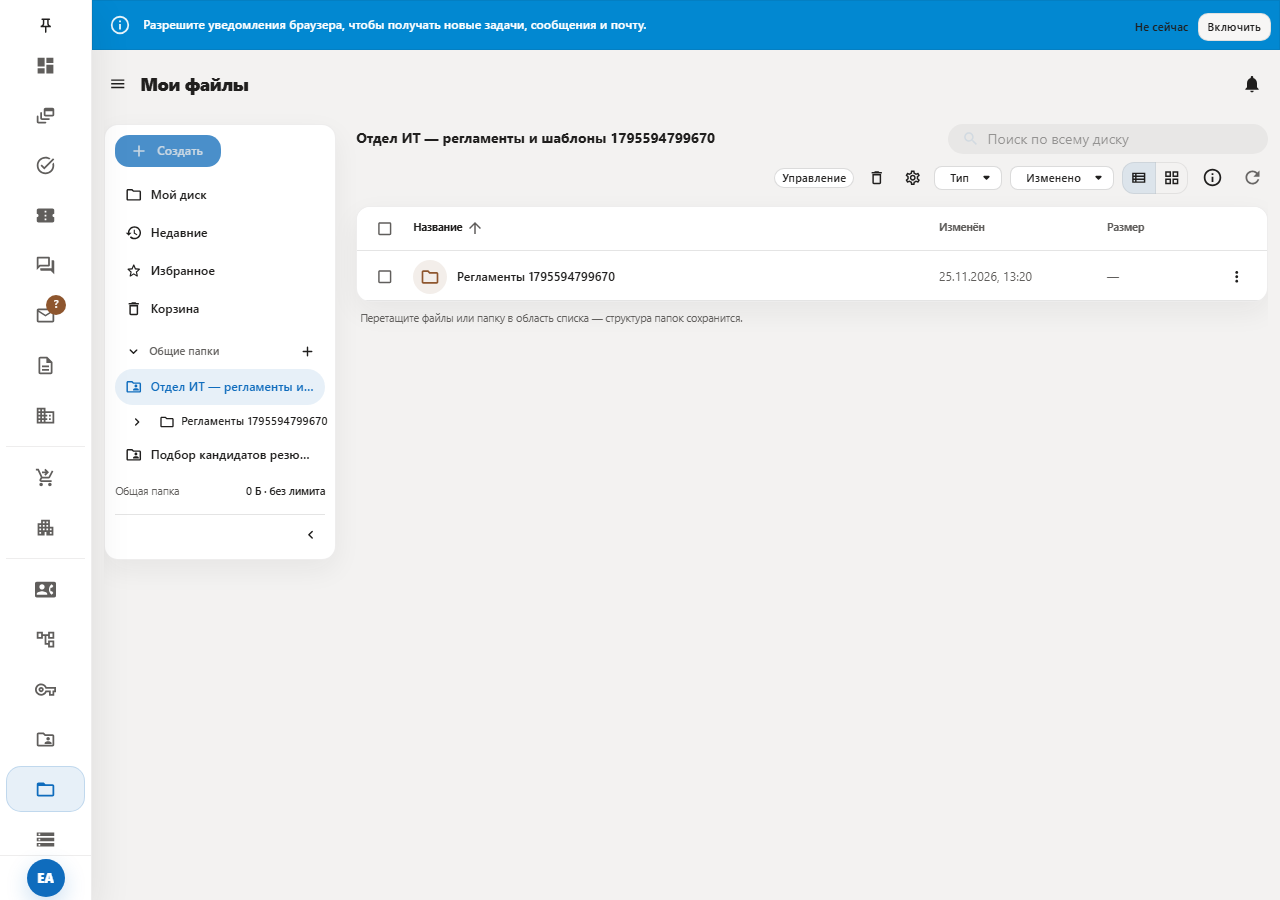 Разрешите уведомления браузера, чтобы получать новые задачи, сообщения и почту.
Не сейчас
Включить
Мои файлы
Создать
Мой диск
Недавние
Избранное
Корзина
Общие папки
Отдел ИТ — регламенты и...
Регламенты 1795594799670
Подбор кандидатов резю...
Общая папка
0 Б · без лимита
Отдел ИТ — регламенты и шаблоны 1795594799670
Поиск по всему диску
Управление
Тип
Изменено
Название
Изменён
Размер
Регламенты 1795594799670
25.11.2026, 13:20
—
Перетащите файлы или папку в область списка — структура папок сохранится.
?
EA